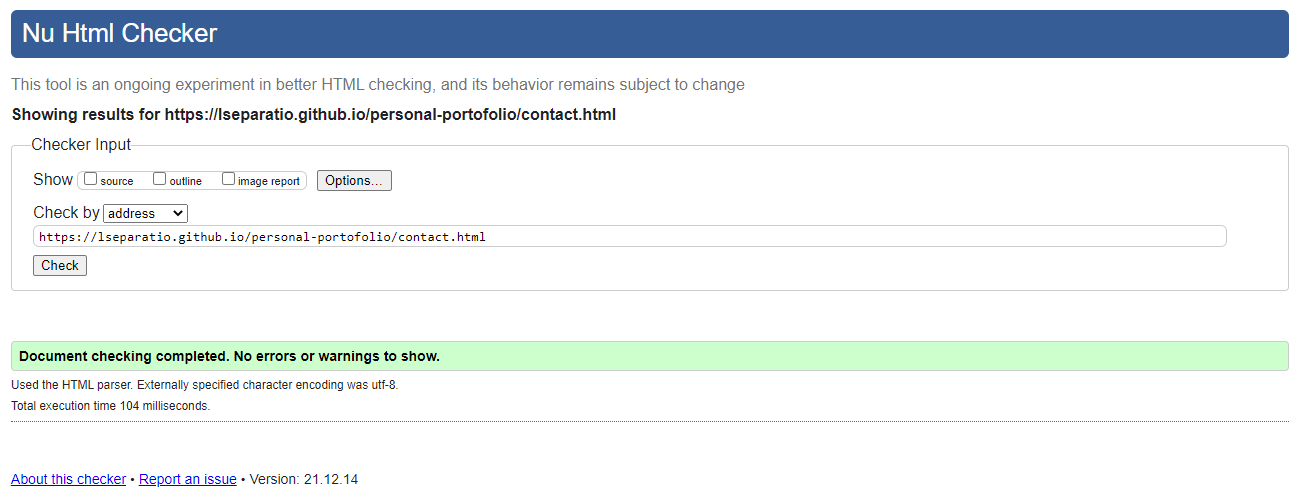 Nu Html Checker
This tool is an ongoing experiment in better HTML checking, and its behavior remains subject to change
Showing results for https://lseparatio.github.io/personal-portofolio/contact.html
Checker Input
Show source outline image report Options...
Check by address
https://lseparatio.github.io/personal-portofolio/contact.html
Check
Document checking completed. No errors or warnings to show.
Used the HTML parser. Externally specified character encoding was utf-8.
Total execution time 104 milliseconds.
About this checker • Report an issue • Version: 21.12.14